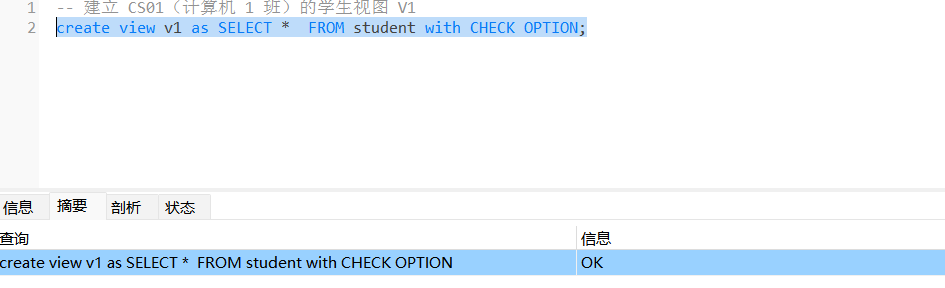 1 -- 建立 CS01（计算机 1 班）的学生视图 V1
2 create view v1 as SELECT *  FROM student with CHECK OPTION;
信息 摘要 剖析 状态
查询 信息
create view v1 as SELECT *  FROM student with CHECK OPTION OK